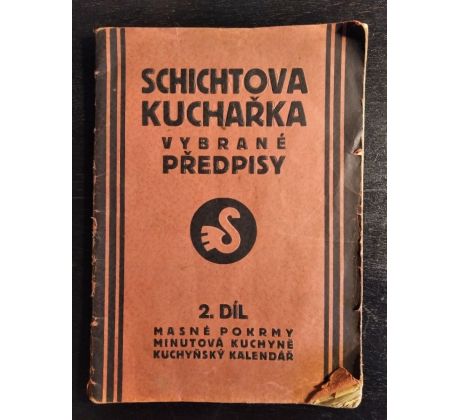 SCHICHTOVA
KUCHAŘKA
VYBRANÉ
PŘEDPISY
2. DÍL
MASNÉ POKRMY
MINUTOVÁ KUCHYNĚ
KUCHYŇSKÝ KALENDÁŘ